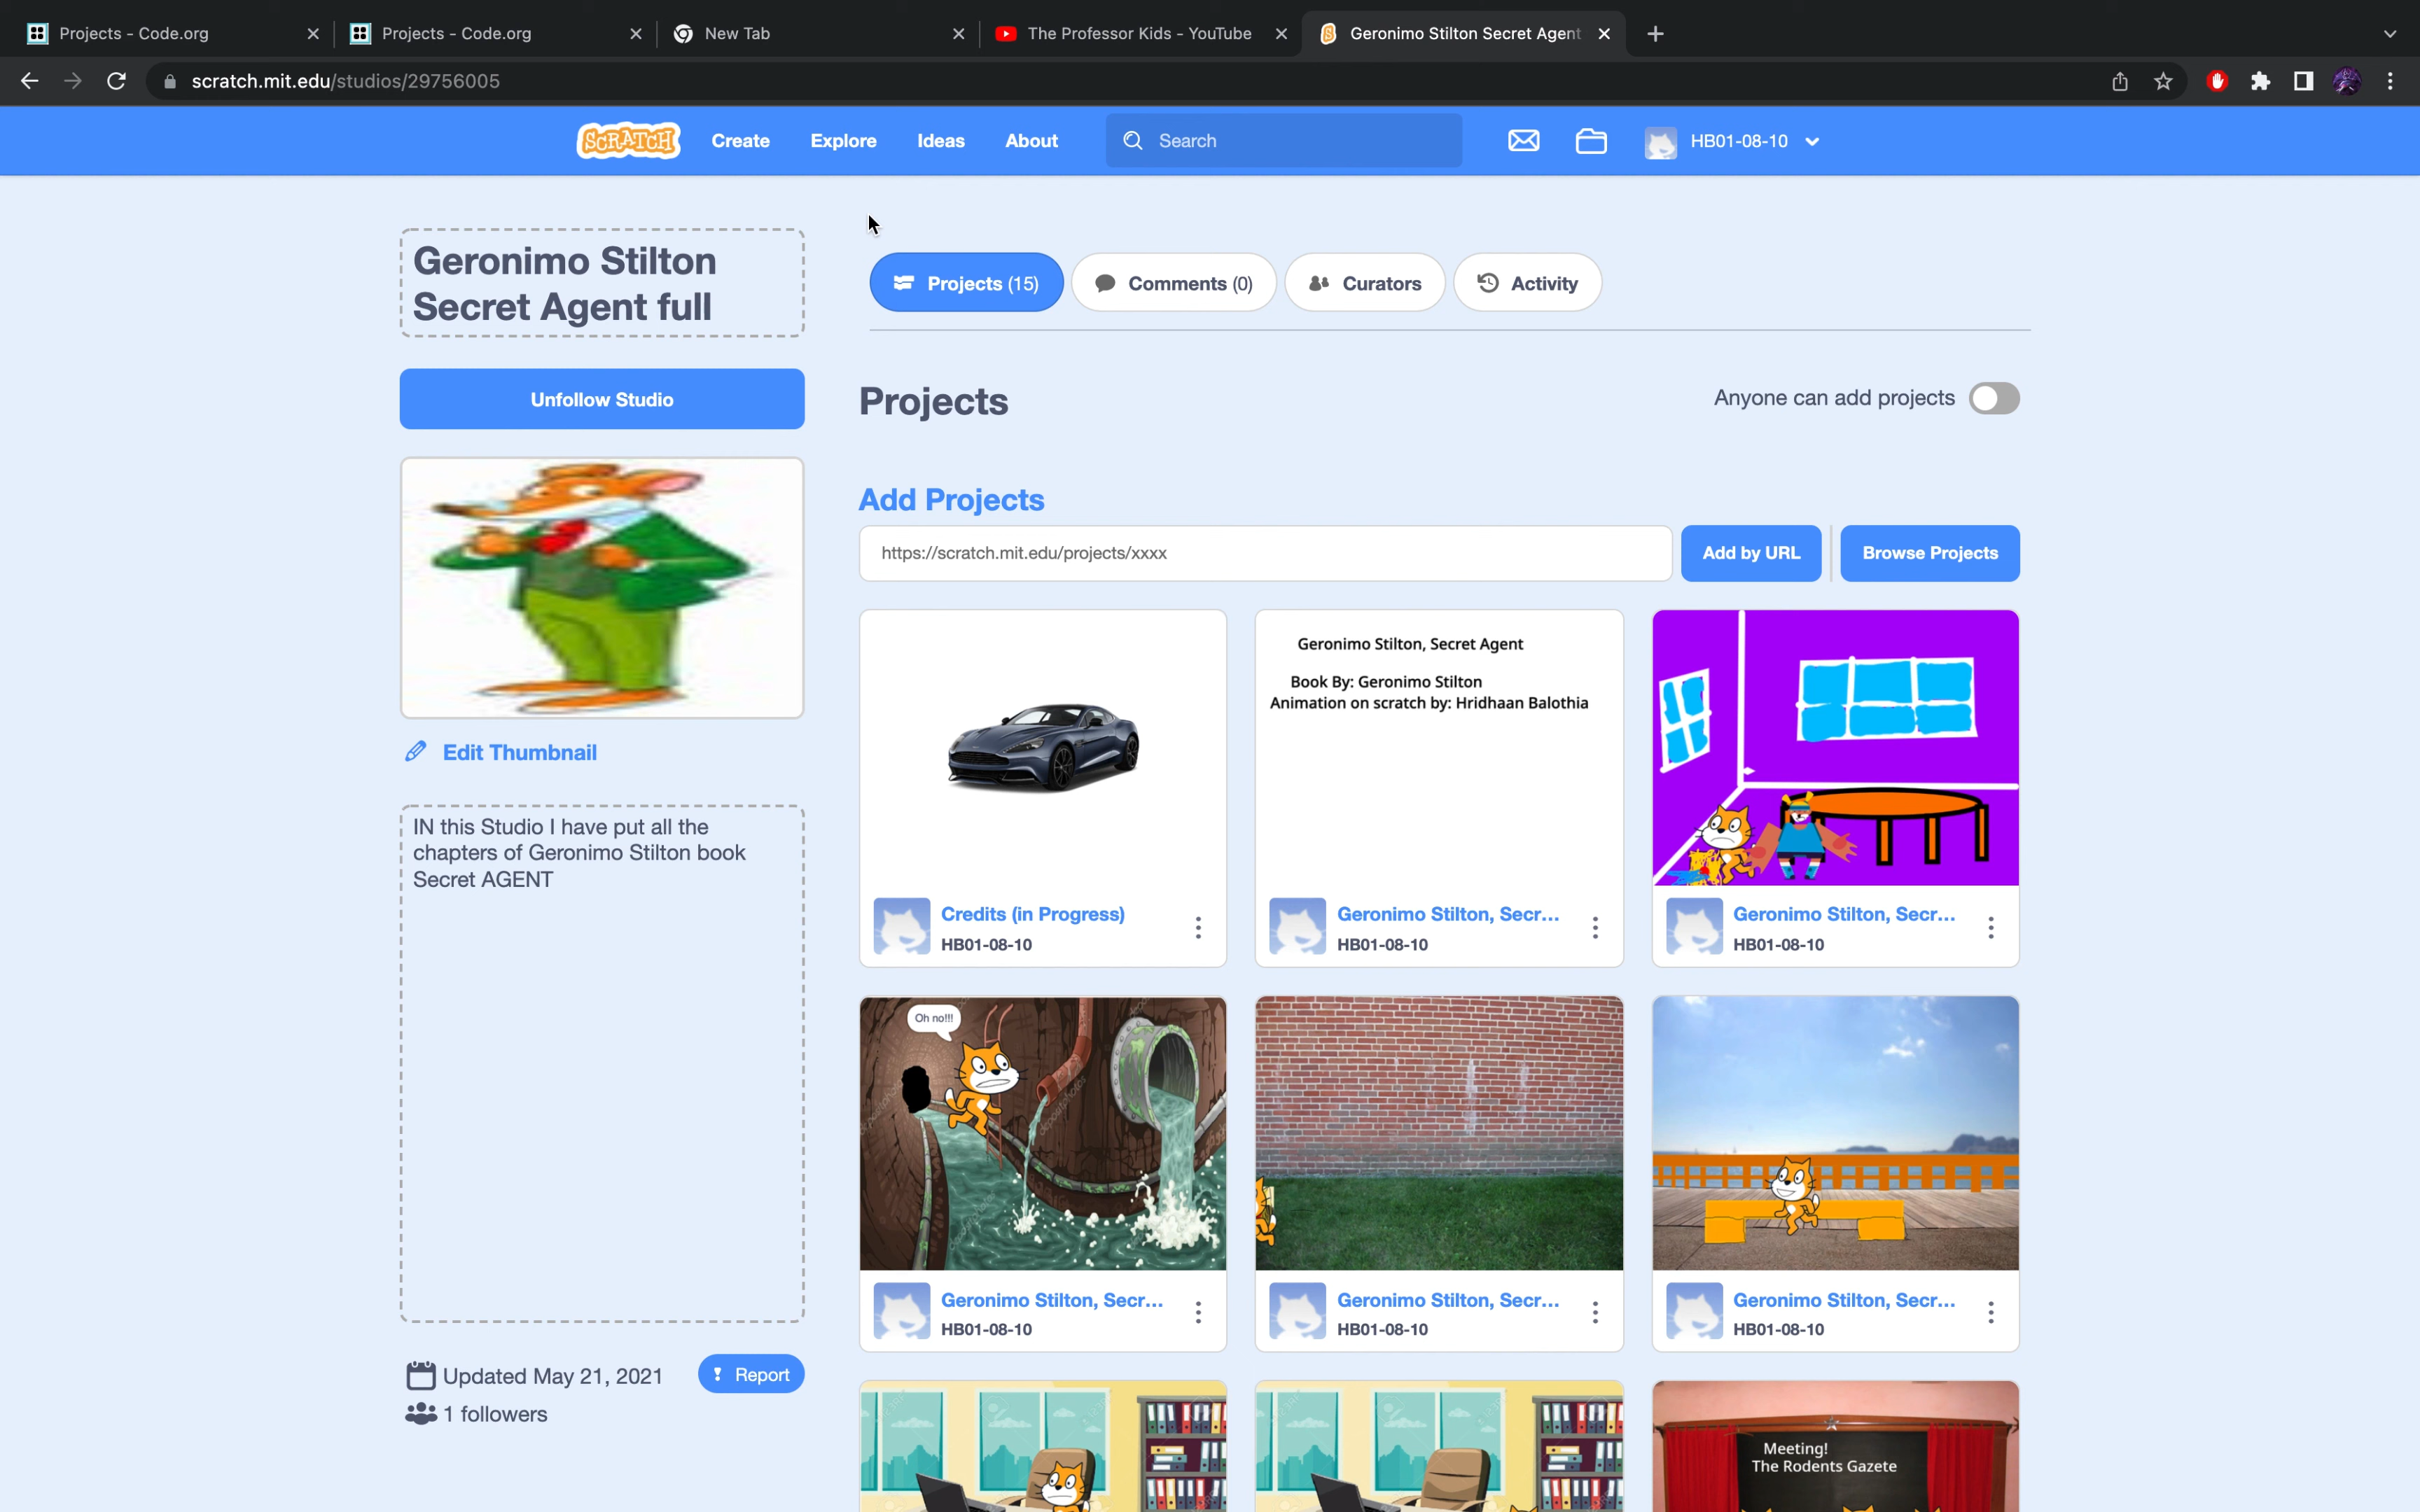 Projects - Code.org
Projects - Code.org
New Tab
The Professor Kids - YouTube
Geronimo Stilton Secret Agent
scratch.mit.edu/studios/29756005
SCRATCH
Create
Explore
Ideas
About
Search
HB01-08-10
Geronimo Stilton
Secret Agent full
Projects (15)
Comments (0)
Curators
Activity
Unfollow Studio
Projects
Anyone can add projects
Add Projects
https://scratch.mit.edu/projects/xxxx
Add by URL
Browse Projects
Edit Thumbnail
IN this Studio I have put all the
chapters of Geronimo Stilton book
Secret AGENT
Updated May 21, 2021
Report
1 followers
Credits (in Progress)
HB01-08-10
Geronimo Stilton, Secret Agent
Book By: Geronimo Stilton
Animation on scratch by: Hridhaan Balothia
Geronimo Stilton, Secr...
HB01-08-10
Geronimo Stilton, Secr...
HB01-08-10
Oh no!!!
Geronimo Stilton, Secr...
HB01-08-10
Geronimo Stilton, Secr...
HB01-08-10
Geronimo Stilton, Secr...
HB01-08-10
Meeting!
The Rodents Gazete